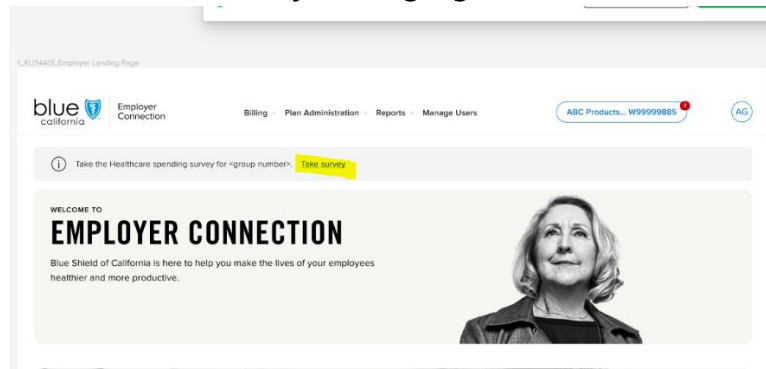 1_XL(1440)_Employer Landing Page
blue
california
Employer
Connection
Billing Plan Administration Reports Manage Users
ABC Products... W99999885
7
AG
Take the Healthcare spending survey for <group number>. Take survey
WELCOME TO
EMPLOYER CONNECTION
Blue Shield of California is here to help you make the lives of your employees
healthier and more productive.